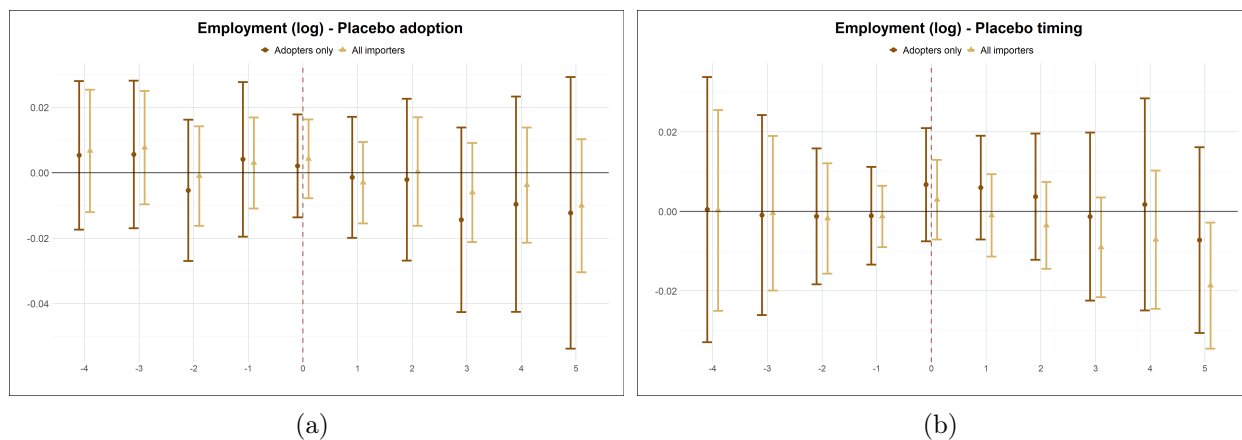 Employment (log) - Placebo adoption
Adopters only All importers
0.02
0.00
-0.02
-0.04
-4 -3 -2 -1 0 1 2 3 4 5
(a)
Employment (log) - Placebo timing
Adopters only All importers
0.02
0.00
-0.02
-4 -3 -2 -1 0 1 2 3 4 5
(b)